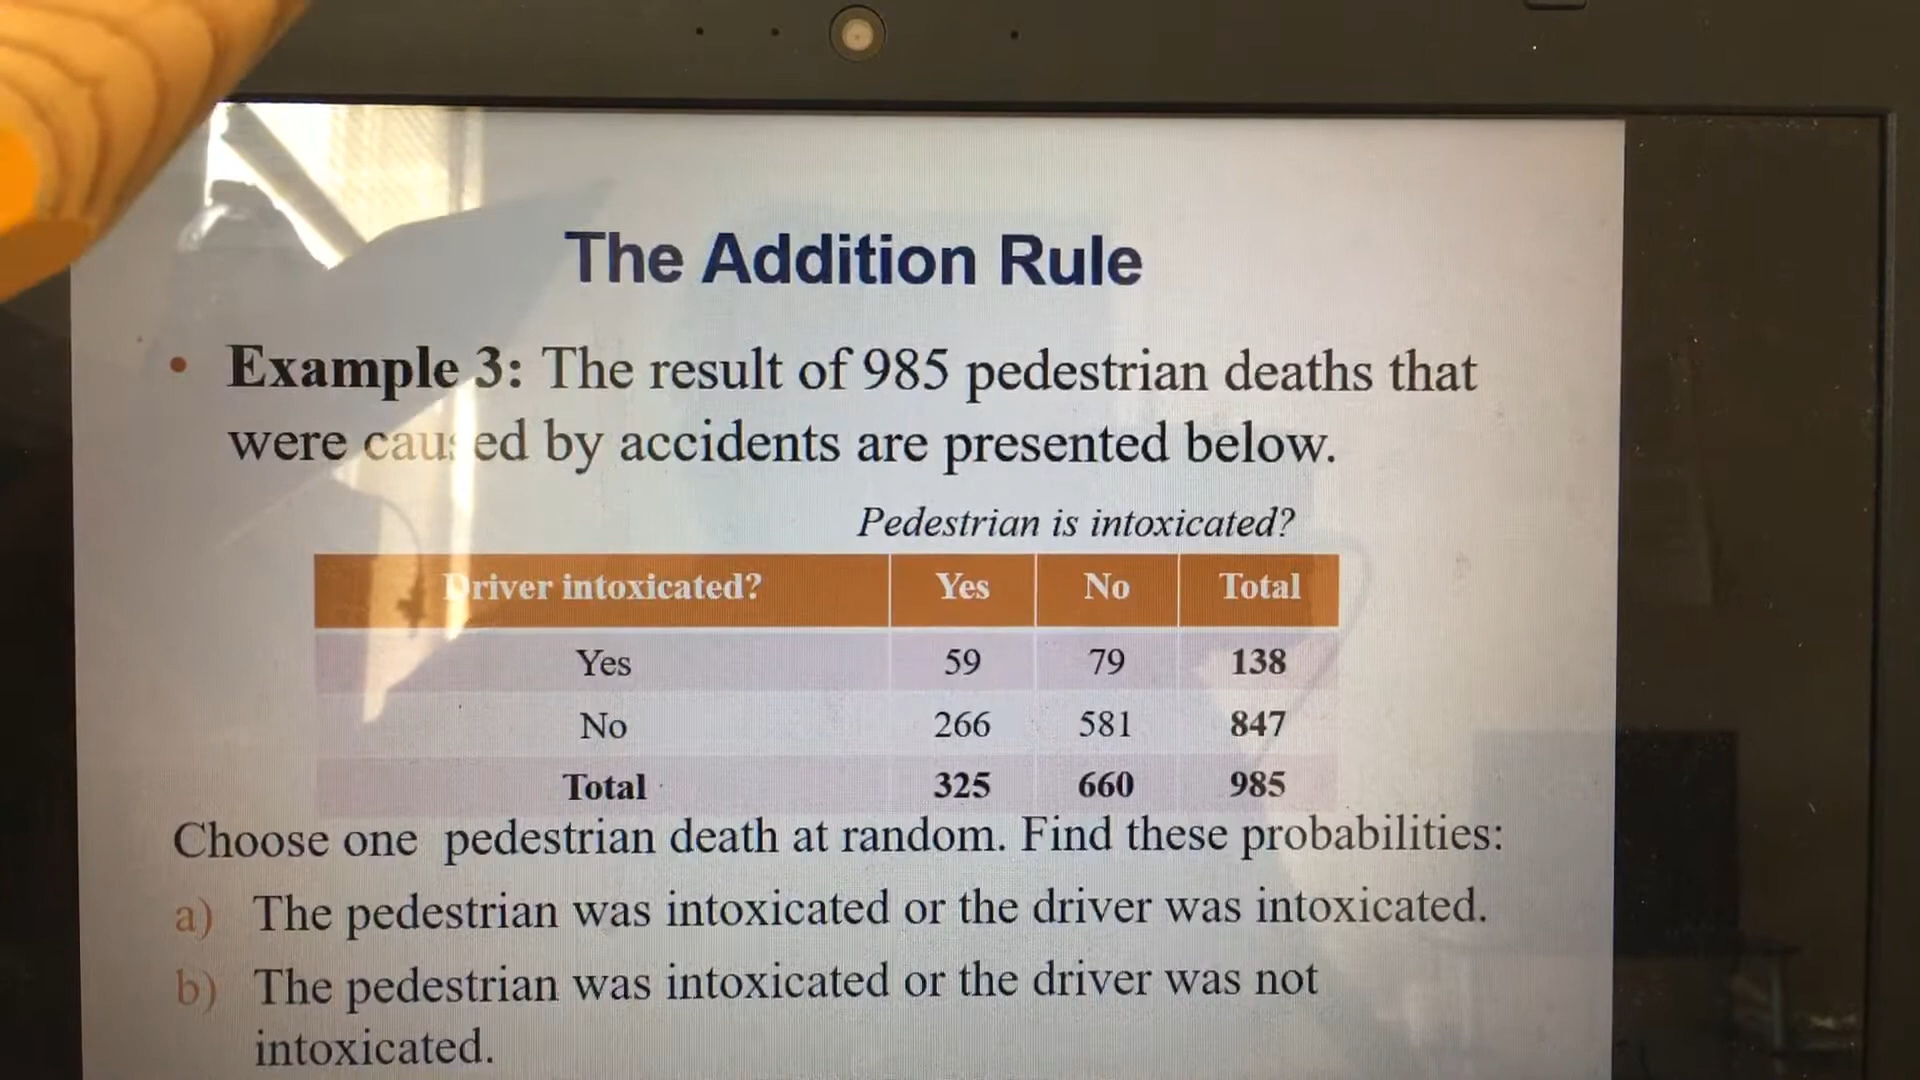 The Addition Rule
• Example 3: The result of 985 pedestrian deaths that
were caused by accidents are presented below.
Pedestrian is intoxicated?
Driver intoxicated? Yes No Total
Yes 59 79 138
No 266 581 847
Total 325 660 985
Choose one pedestrian death at random. Find these probabilities:
a) The pedestrian was intoxicated or the driver was intoxicated.
b) The pedestrian was intoxicated or the driver was not
intoxicated.